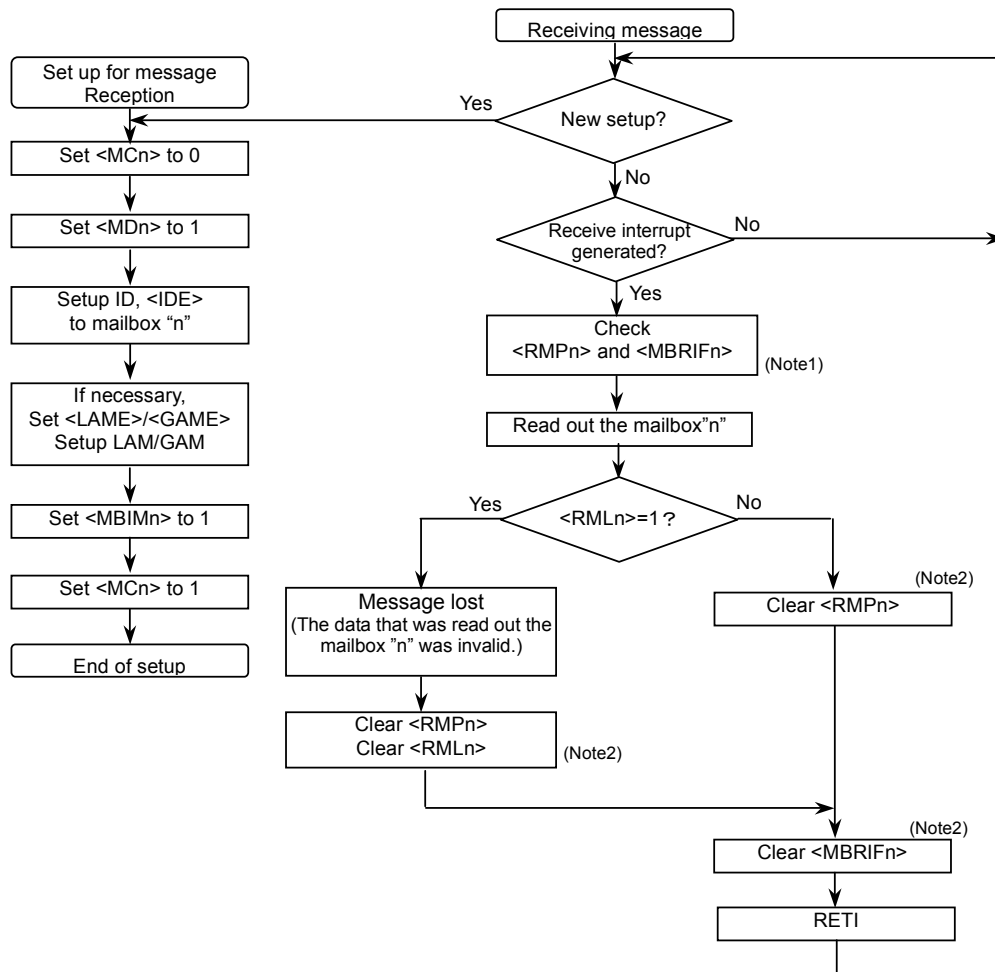 Receiving message
Set up for message
Reception
Yes
New setup?
Set <MCn> to 0
No
Set <MDn> to 1
Receive interrupt
generated?
No
Yes
Setup ID, <IDE>
to mailbox “n”
Check
<RMPn> and <MBRIFn>
(Note1)
If necessary,
Set <LAME>/<GAME>
Setup LAM/GAM
Read out the mailbox"n"
Yes
<RMLn>=1?
No
Set <MBIMn> to 1
Set <MCn> to 1
Message lost
(The data that was read out the
mailbox "n" was invalid.)
(Note2)
Clear <RMPn>
End of setup
Clear <RMPn>
Clear <RMLn>
(Note2)
(Note2)
Clear <MBRIFn>
RETI